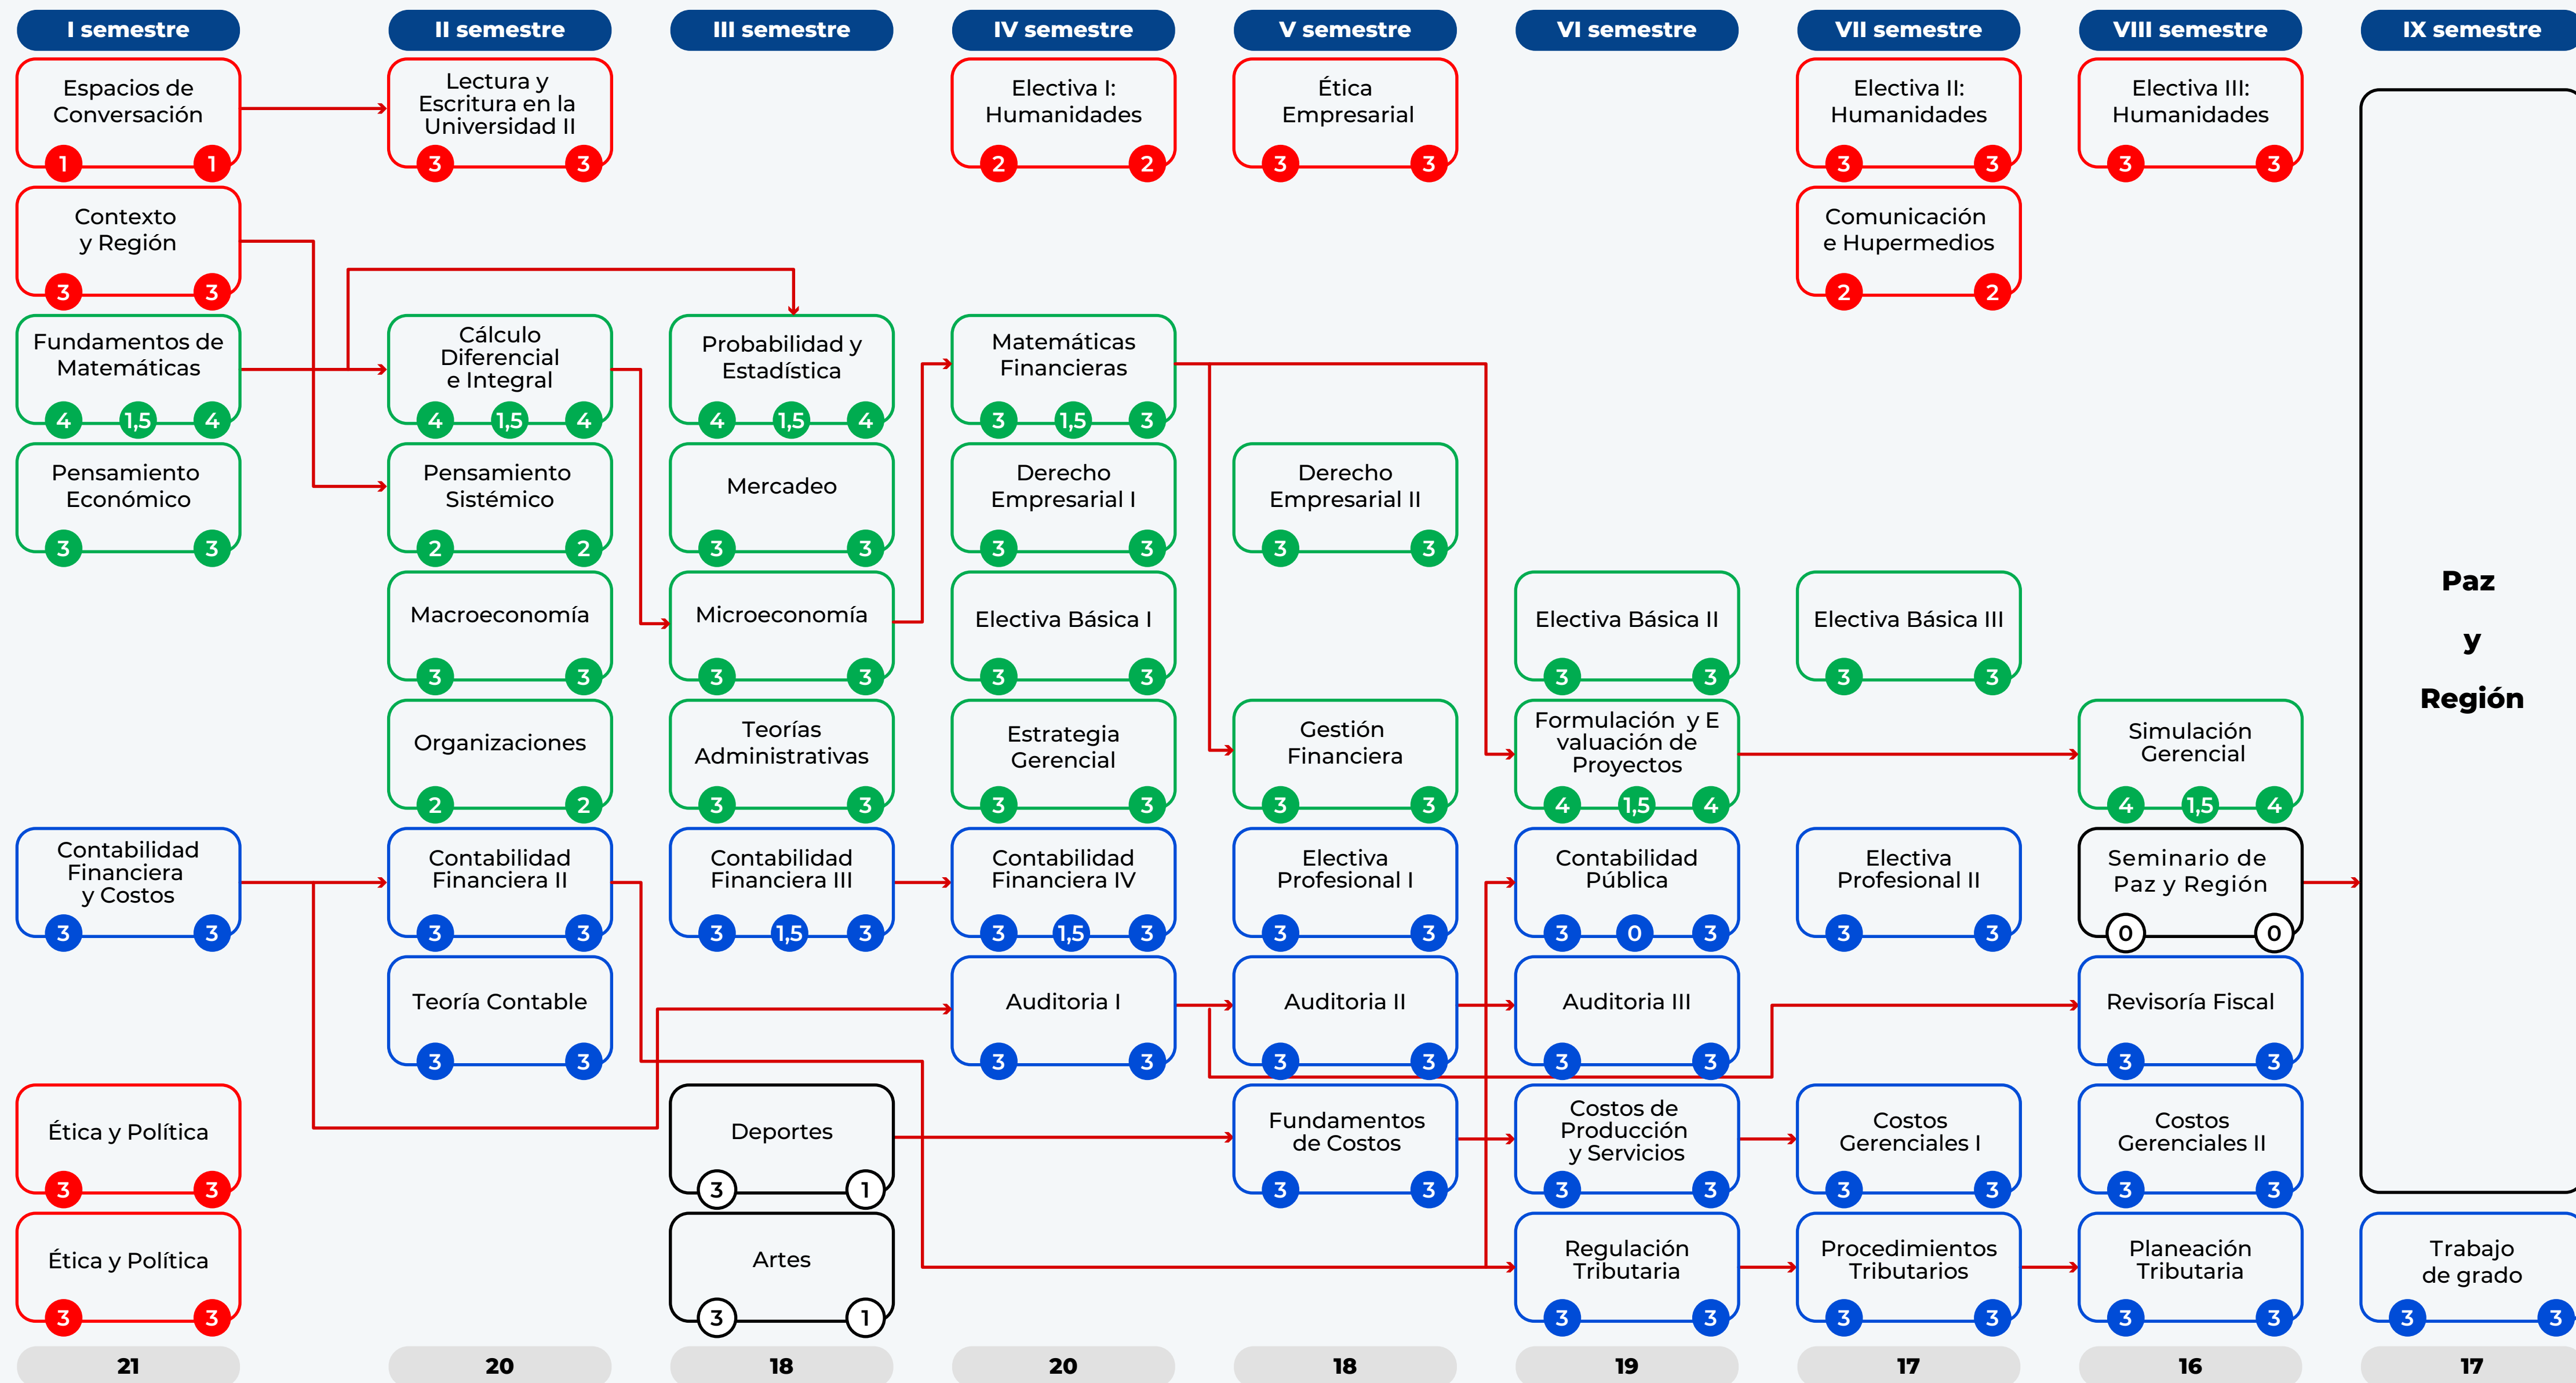 I semestre
II semestre
III semestre
IV semestre
V semestre
VI semestre
VII semestre
VIII semestre
IX semestre
Espacios de
Conversación
1 1
Contexto
y Región
3 3
Fundamentos de
Matemáticas
4 1,5 4
Pensamiento
Económico
3 3
Contabilidad
Financiera
y Costos
3 3
Ética y Política
3 3
Ética y Política
3 3
21
Lectura y
Escritura en la
Universidad II
3 3
Cálculo
Diferencial
e Integral
4 1,5 4
Pensamiento
Sistémico
2 2
Macroeconomía
3 3
Organizaciones
2 2
Contabilidad
Financiera II
3 3
Teoría Contable
3 3
20
Probabilidad y
Estadística
4 1,5 4
Mercadeo
3 3
Microeconomía
3 3
Teorías
Administrativas
3 3
Contabilidad
Financiera III
3 1,5 3
Deportes
3 1
Artes
3 1
18
Electiva I:
Humanidades
2 2
Matemáticas
Financieras
3 1,5 3
Derecho
Empresarial I
3 3
Electiva Básica I
3 3
Estrategia
Gerencial
3 3
Contabilidad
Financiera IV
3 1,5 3
Auditoria I
3 3
20
Ética
Empresarial
3 3
Derecho
Empresarial II
3 3
Gestión
Financiera
3 3
Electiva
Profesional I
3 3
Auditoria II
3 3
Fundamentos
de Costos
3 3
18
Electiva Básica II
3 3
Formulación y E
valuación de
Proyectos
4 1,5 4
Contabilidad
Pública
3 0 3
Auditoria III
3 3
Costos de
Producción
y Servicios
3 3
Regulación
Tributaria
3 3
19
Electiva II:
Humanidades
3 3
Comunicación
e Hupermedios
2 2
Electiva Básica III
3 3
Electiva
Profesional II
3 3
Costos
Gerenciales I
3 3
Procedimientos
Tributarios
3 3
17
Electiva III:
Humanidades
3 3
Simulación
Gerencial
4 1,5 4
Seminario de
Paz y Región
0 0
Revisoría Fiscal
3 3
Costos
Gerenciales II
3 3
Planeación
Tributaria
3 3
16
Paz
y
Región
Trabajo
de grado
3 3
17